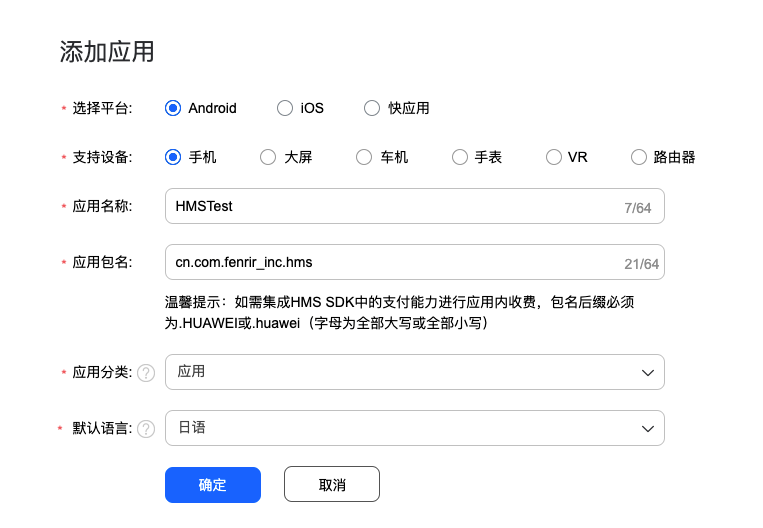 添加应用
* 选择平台: Android iOS 快应用
* 支持设备: 手机 大屏 车机 手表 VR 路由器
* 应用名称: HMSTest 7/64
* 应用包名: cn.com.fenrir_inc.hms 21/64
温馨提示：如需集成HMS SDK中的支付能力进行应用内收费，包名后缀必须
为.HUAWEI或.huawei（字母为全部大写或全部小写）
* 应用分类: ? 应用
* 默认语言: ? 日语
确定 取消